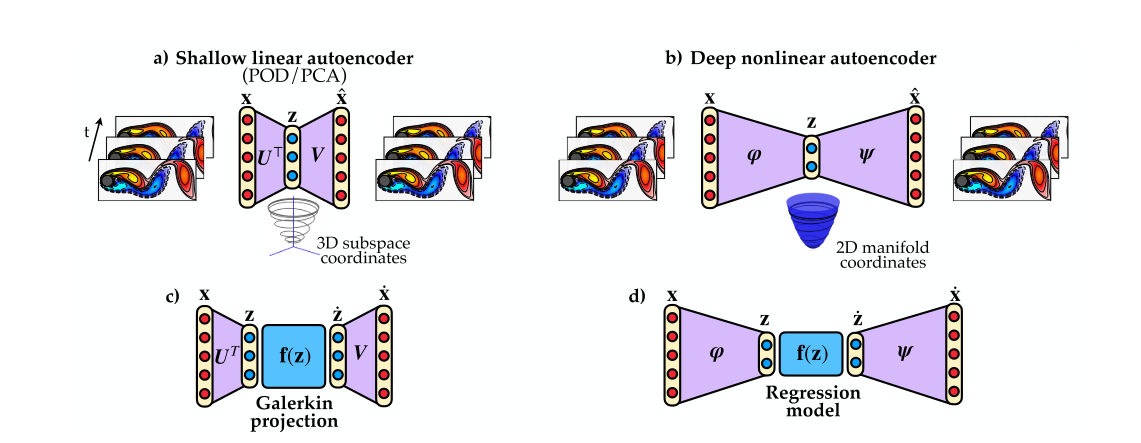 a) Shallow linear autoencoder
(POD/PCA)
x
z
x̂
t
U⊤
V
3D subspace
coordinates
b) Deep nonlinear autoencoder
x
z
x̂
φ
ψ
2D manifold
coordinates
c)
x
z
ż
ẋ
U^T
f(z)
V
Galerkin
projection
d)
x
z
ż
ẋ
φ
f(z)
ψ
Regression
model